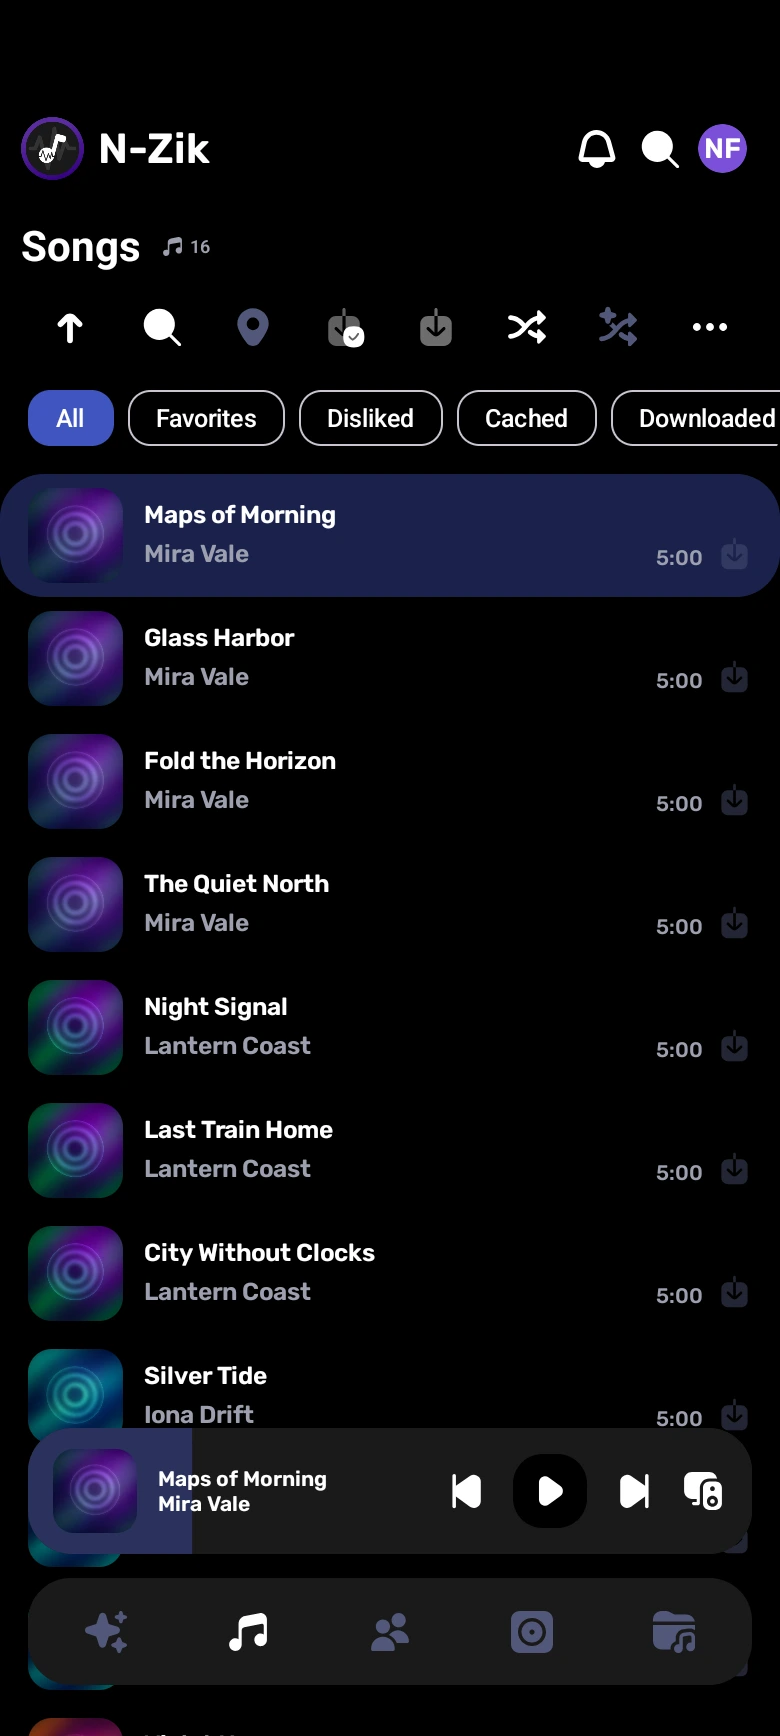 N-Zik
NF
Songs
16
All
Favorites
Disliked
Cached
Downloaded
Maps of Morning
Mira Vale
5:00
Glass Harbor
Mira Vale
5:00
Fold the Horizon
Mira Vale
5:00
The Quiet North
Mira Vale
5:00
Night Signal
Lantern Coast
5:00
Last Train Home
Lantern Coast
5:00
City Without Clocks
Lantern Coast
5:00
Silver Tide
Iona Drift
5:00
Maps of Morning
Mira Vale